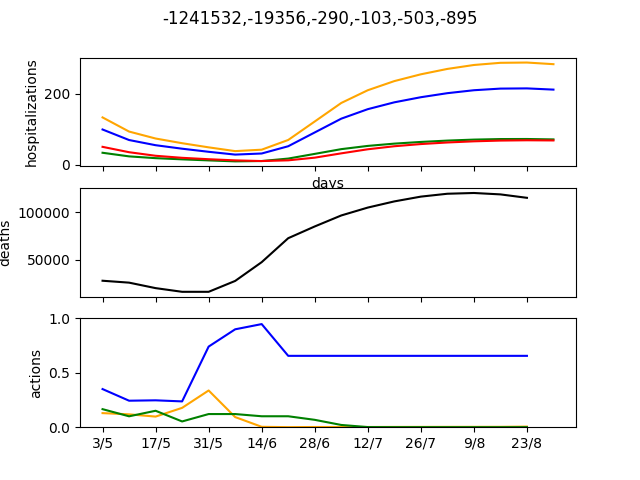 -1241532,-19356,-290,-103,-503,-895
hospitalizations
200
0
days
deaths
100000
50000
actions
1.0
0.5
0.0
3/5 17/5 31/5 14/6 28/6 12/7 26/7 9/8 23/8